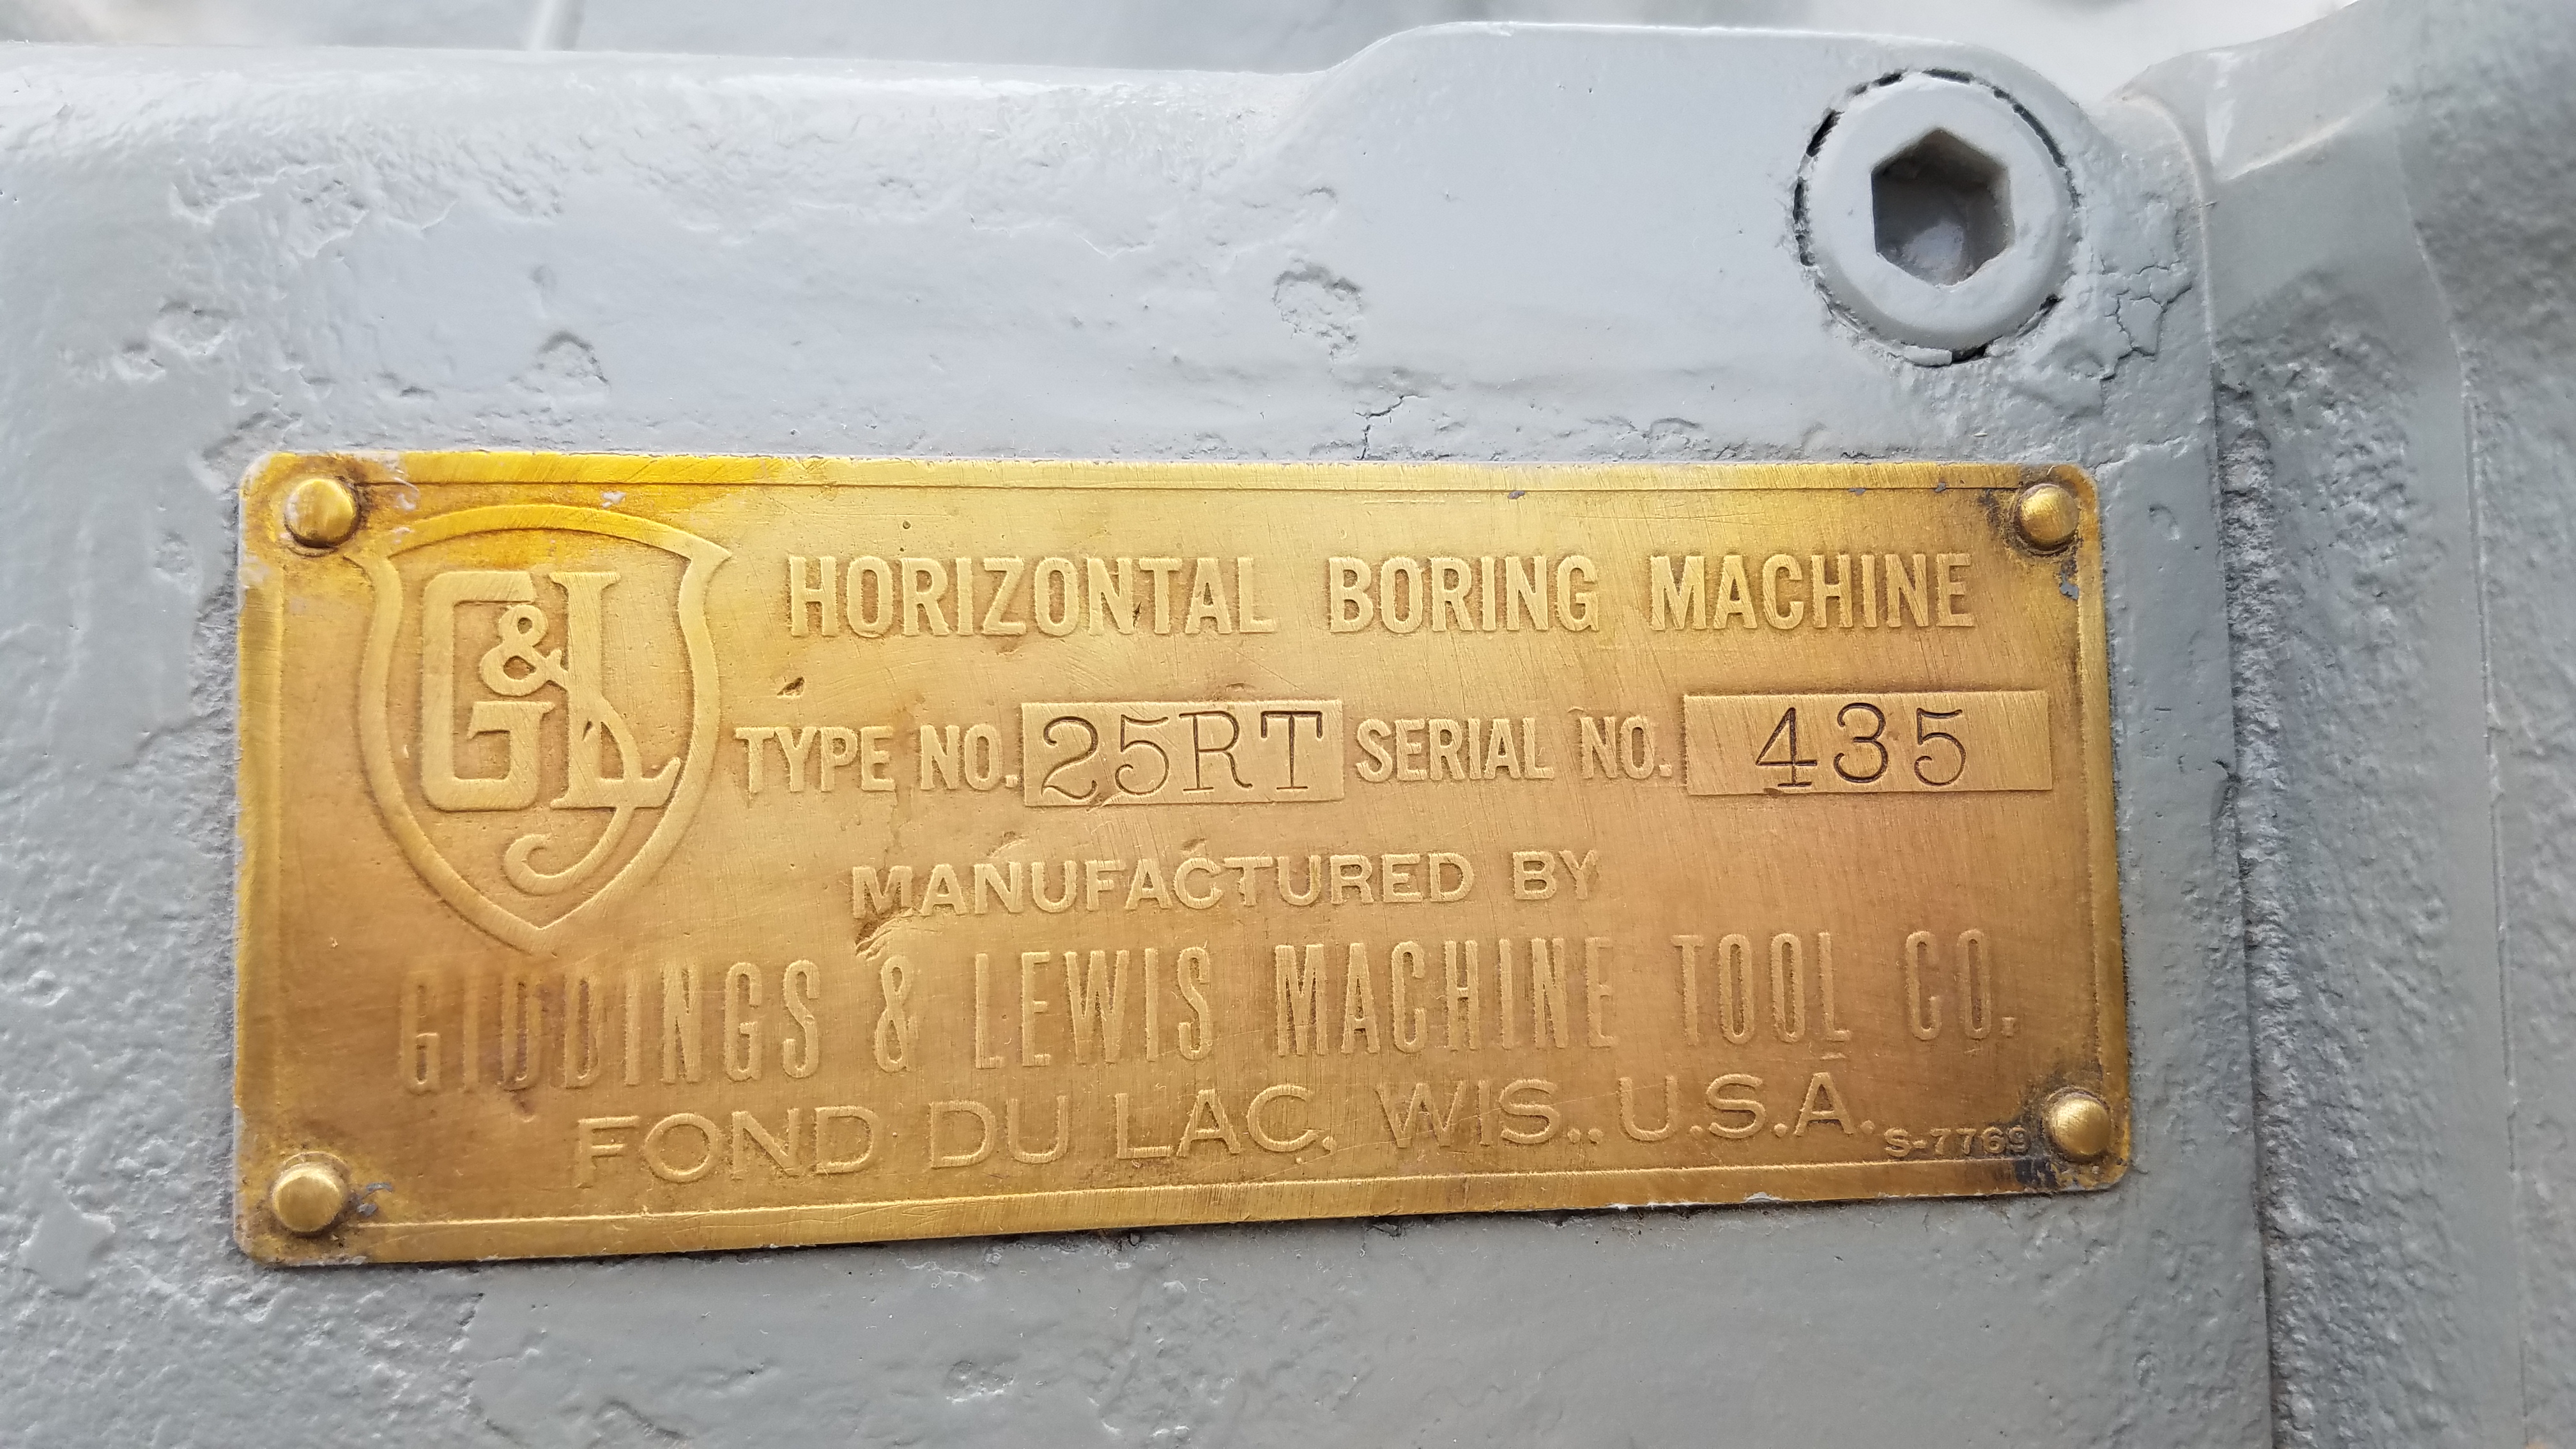 G&L
HORIZONTAL BORING MACHINE
TYPE NO. 25RT SERIAL NO. 435
MANUFACTURED BY
GIDDINGS & LEWIS MACHINE TOOL CO.
FOND DU LAC, WIS., U.S.A.
S-7769